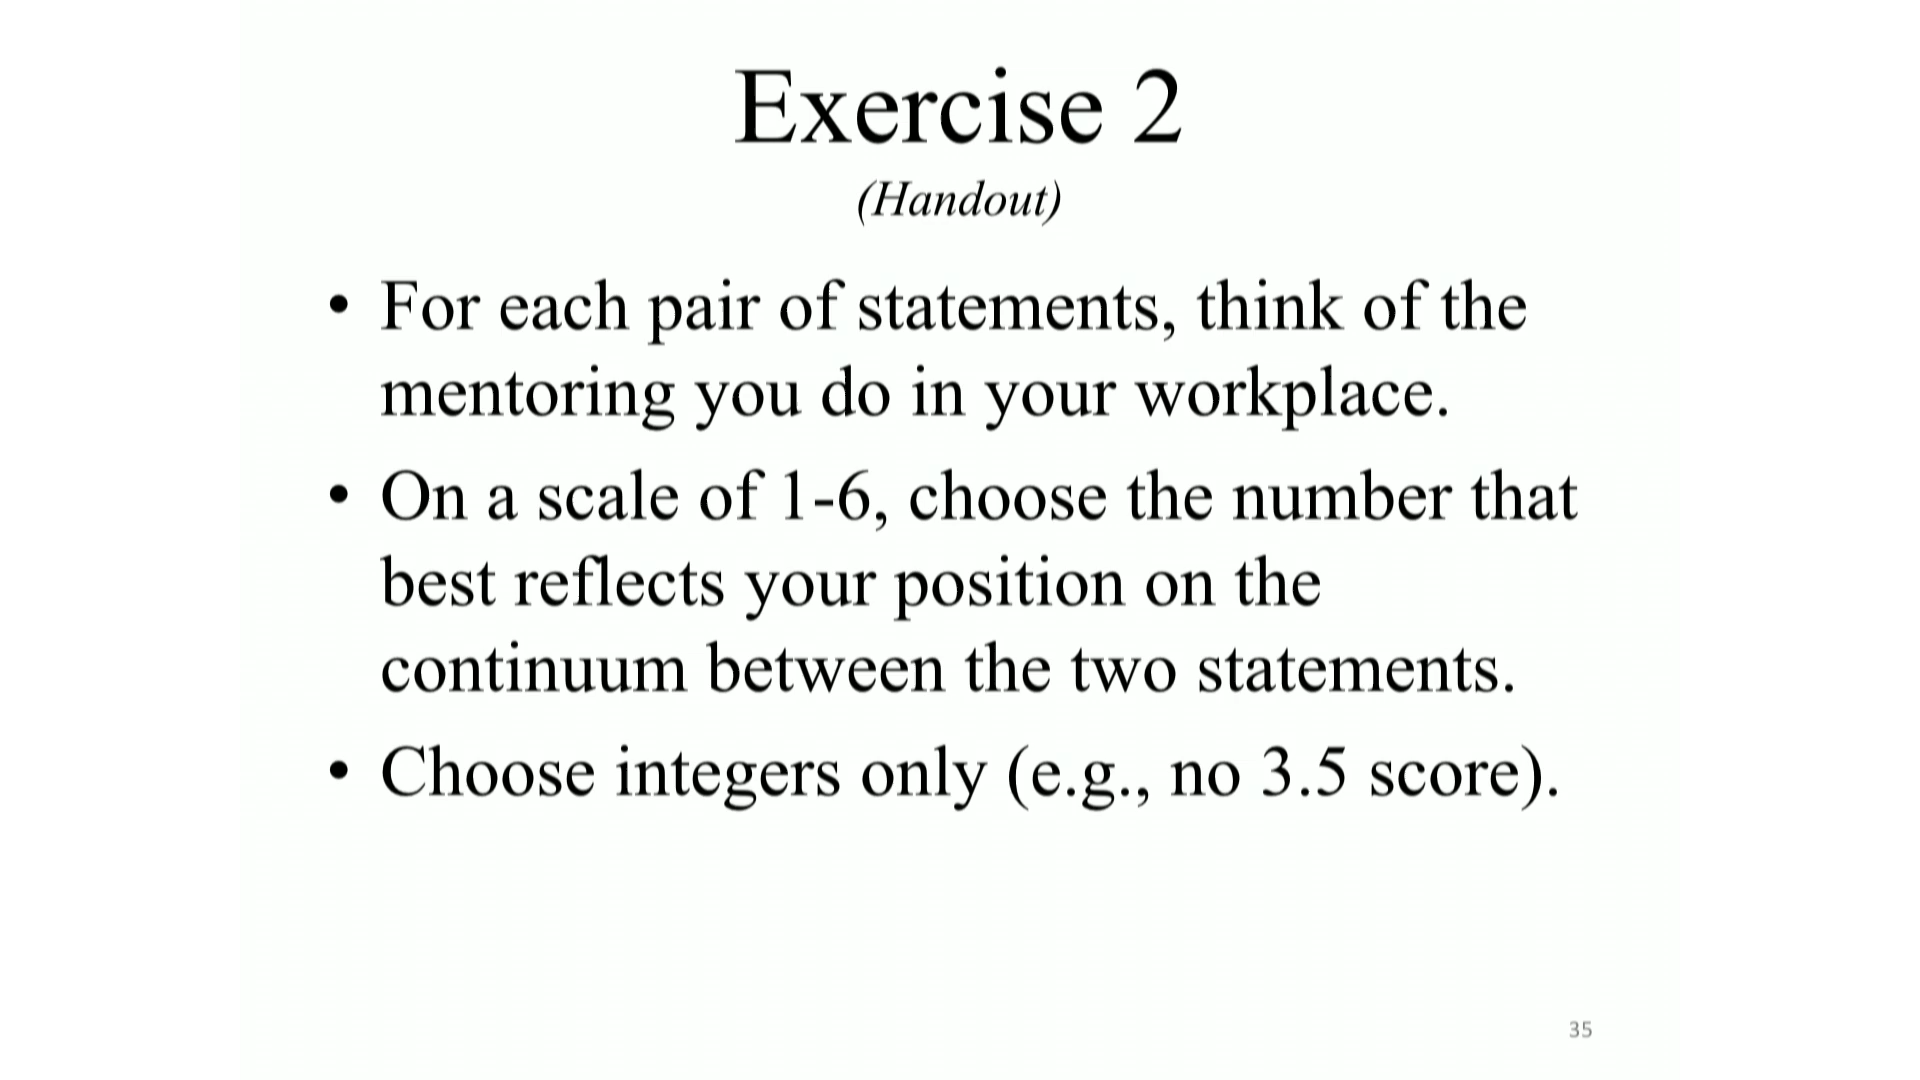 Exercise 2
(Handout)
• For each pair of statements, think of the
mentoring you do in your workplace.
• On a scale of 1-6, choose the number that
best reflects your position on the
continuum between the two statements.
• Choose integers only (e.g., no 3.5 score).
35